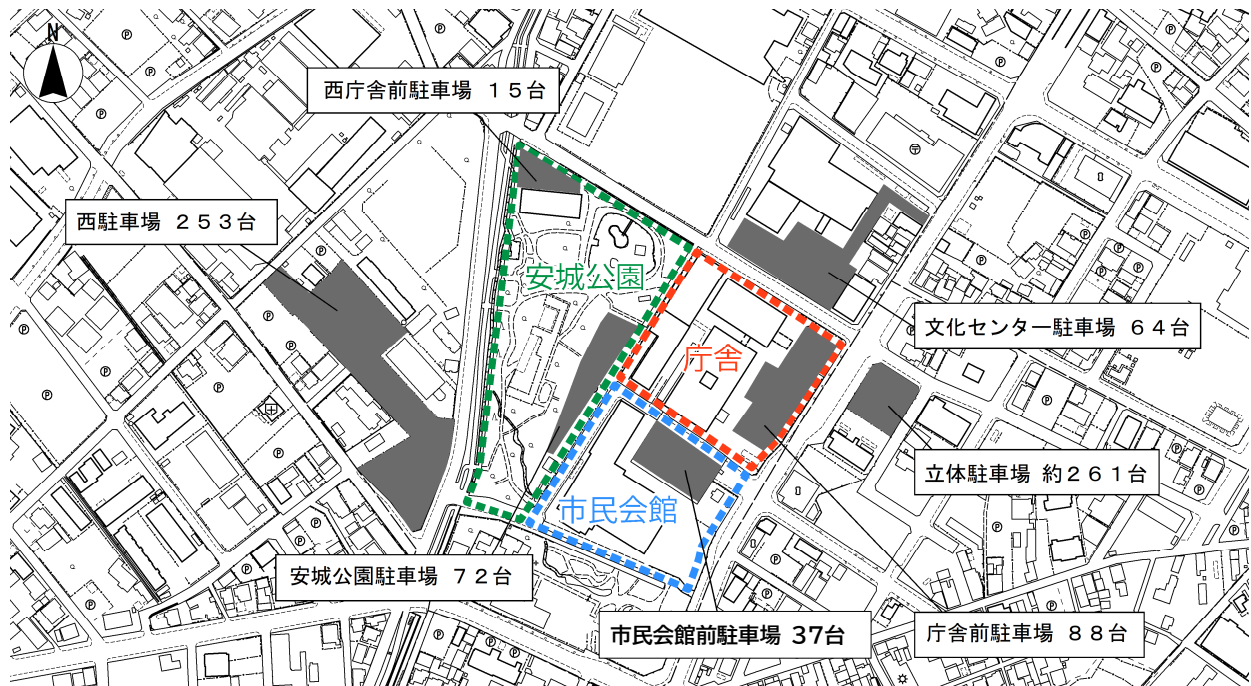 N
西庁舎前駐車場 １５台
西駐車場 ２５３台
安城公園
庁舎
文化センター駐車場 ６４台
立体駐車場 約２６１台
市民会館
安城公園駐車場 ７２台
市民会館前駐車場 37台
庁舎前駐車場 ８８台